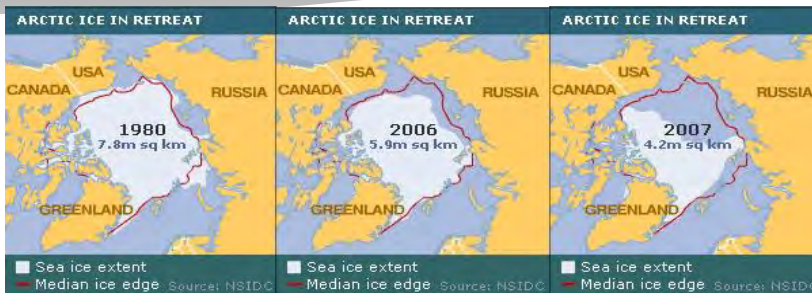 ARCTIC ICE IN RETREAT
USA
CANADA
RUSSIA
1980
7.8m sq km
GREENLAND
Sea ice extent
Median ice edge Source: NSIDC
ARCTIC ICE IN RETREAT
USA
CANADA
RUSSIA
2006
5.9m sq km
GREENLAND
Sea ice extent
Median ice edge Source: NSIDC
ARCTIC ICE IN RETREAT
USA
CANADA
RUSSIA
2007
4.2m sq km
GREENLAND
Sea ice extent
Median ice edge Source: NSIDC